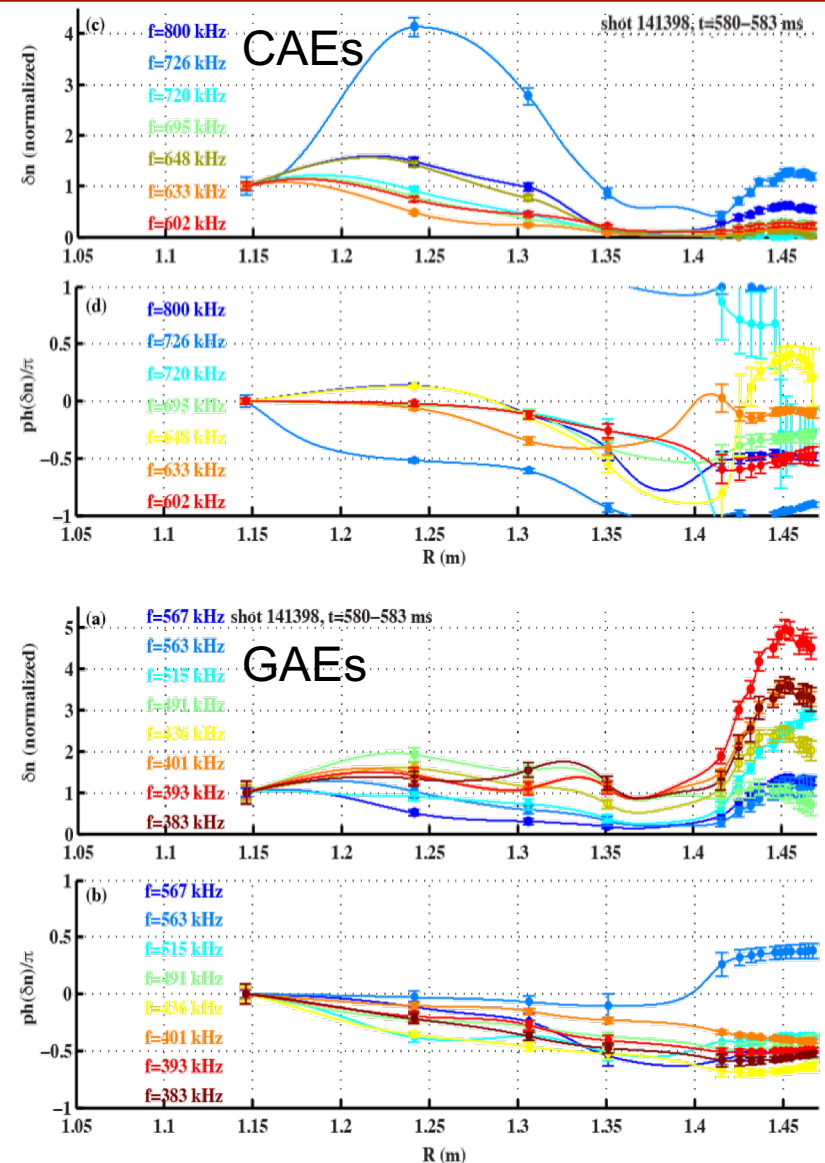 (c)
shot 141398, t=580−583 ms
CAEs
f=800 kHz
f=726 kHz
f=720 kHz
f=695 kHz
f=648 kHz
f=633 kHz
f=602 kHz
δn (normalized)
4
3
2
1
0
1.05 1.1 1.15 1.2 1.25 1.3 1.35 1.4 1.45
(d)
f=800 kHz
f=726 kHz
f=720 kHz
f=695 kHz
f=648 kHz
f=633 kHz
f=602 kHz
ph(δn)/π
1
0.5
0
−0.5
−1
1.05 1.1 1.15 1.2 1.25 1.3 1.35 1.4 1.45
R (m)
(a)
f=567 kHz shot 141398, t=580−583 ms
GAEs
f=563 kHz
f=515 kHz
f=491 kHz
f=436 kHz
f=401 kHz
f=393 kHz
f=383 kHz
δn (normalized)
5
4
3
2
1
0
1.05 1.1 1.15 1.2 1.25 1.3 1.35 1.4 1.45
(b)
f=567 kHz
f=563 kHz
f=515 kHz
f=491 kHz
f=436 kHz
f=401 kHz
f=393 kHz
f=383 kHz
ph(δn)/π
1
0.5
0
−0.5
−1
1.05 1.1 1.15 1.2 1.25 1.3 1.35 1.4 1.45
R (m)